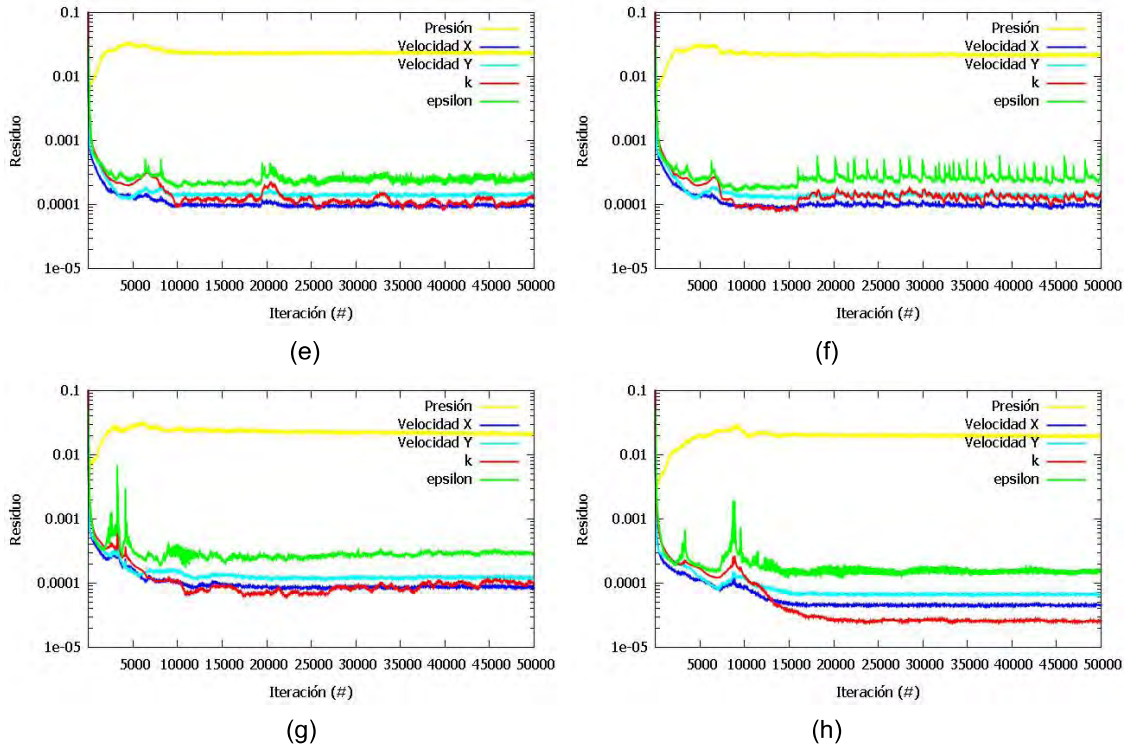 0.1
0.01
0.001
0.0001
1e-05
Residuo
Presión
Velocidad X
Velocidad Y
k
epsilon
5000 10000 15000 20000 25000 30000 35000 40000 45000 50000
Iteración (#)
(e)
0.1
0.01
0.001
0.0001
1e-05
Residuo
Presión
Velocidad X
Velocidad Y
k
epsilon
5000 10000 15000 20000 25000 30000 35000 40000 45000 50000
Iteración (#)
(f)
0.1
0.01
0.001
0.0001
1e-05
Residuo
Presión
Velocidad X
Velocidad Y
k
epsilon
5000 10000 15000 20000 25000 30000 35000 40000 45000 50000
Iteración (#)
(g)
0.1
0.01
0.001
0.0001
1e-05
Residuo
Presión
Velocidad X
Velocidad Y
k
epsilon
5000 10000 15000 20000 25000 30000 35000 40000 45000 50000
Iteración (#)
(h)